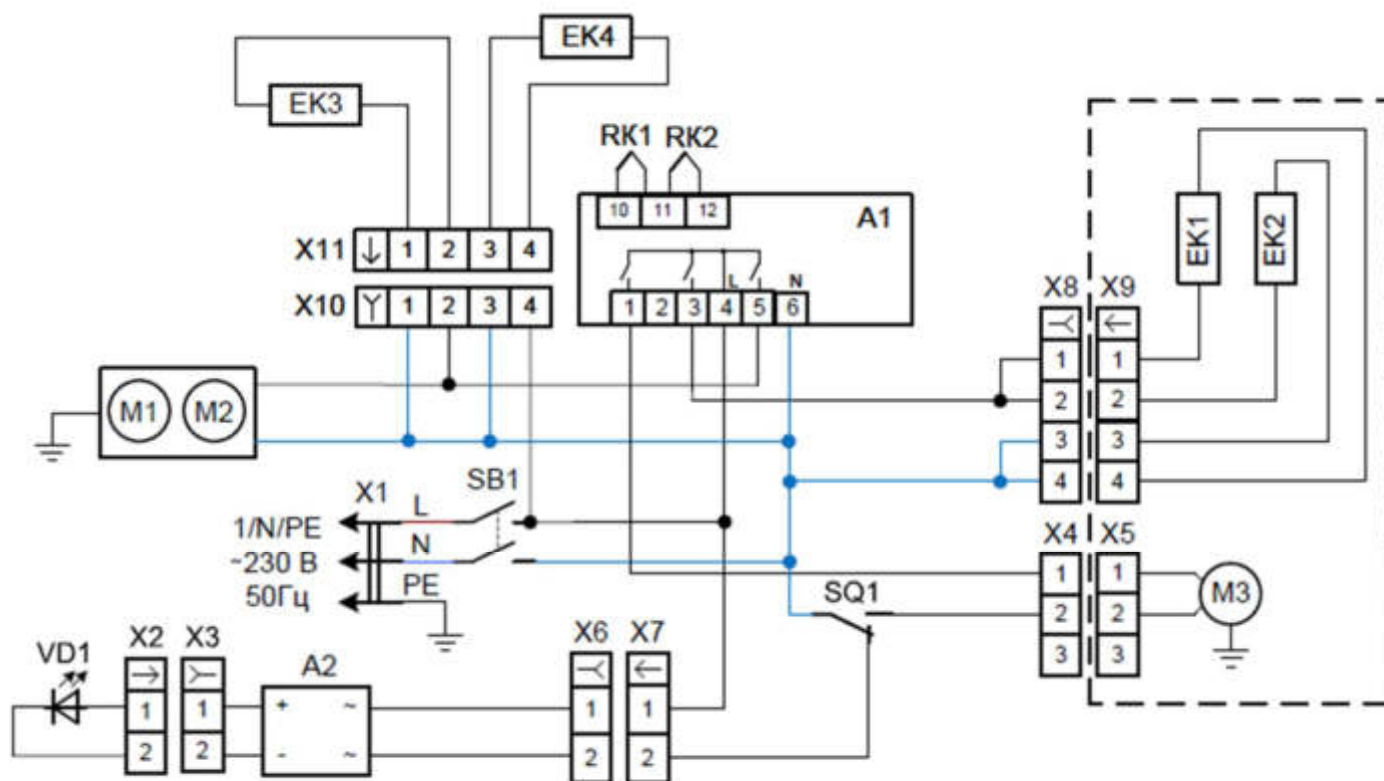 EK4
EK3
RK1 RK2
10 11 12
A1
EK1 EK2
X11 1 2 3 4
L N
X10 1 2 3 4
1 2 3 4 5 6
X8 X9
1 1
2 2
3 3
4 4
M1 M2
X1 L SB1
1/N/PE
N
~230 В
PE
50Гц
X4 X5
1 1
2 2
3 3
SQ1
M3
VD1 X2 X3 A2 X6 X7
1 1 + ~ 1 1
2 2 - ~ 2 2